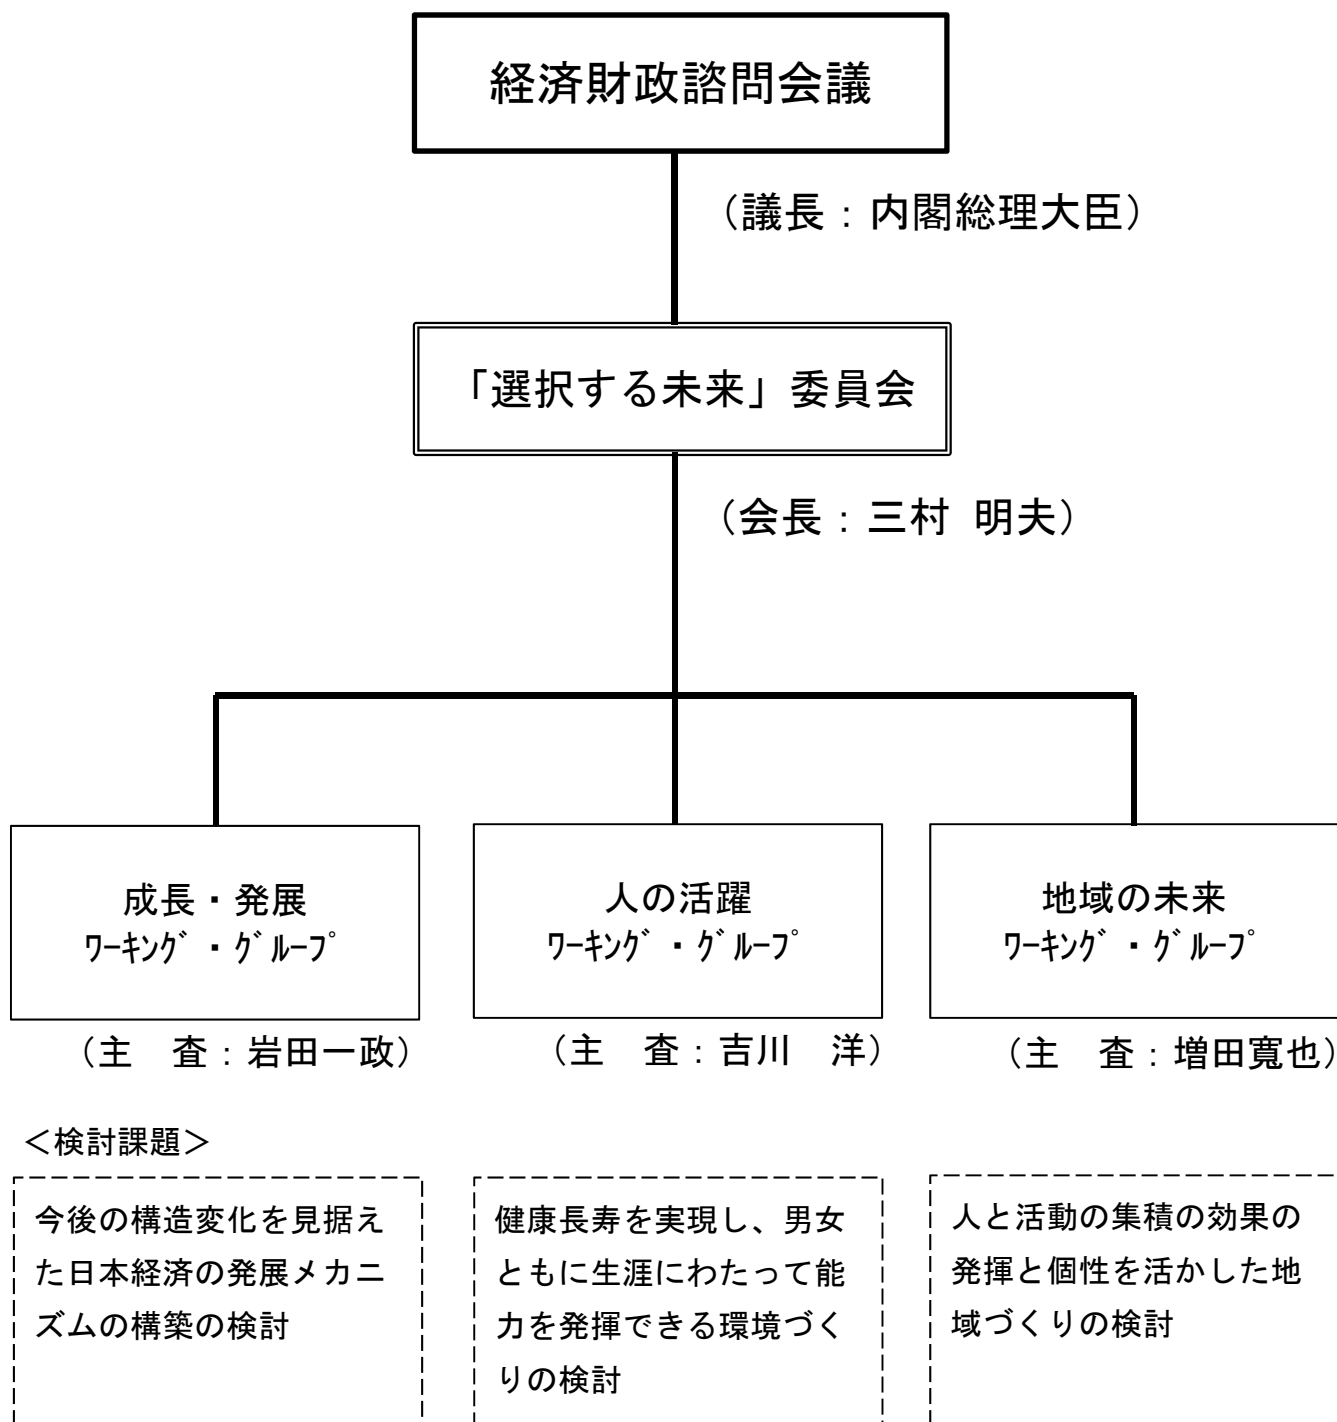 経済財政諮問会議
（議長：内閣総理大臣）
「選択する未来」委員会
（会長：三村 明夫）
成長・発展
ﾜｰｷﾝｸﾞ・ｸﾞﾙｰﾌﾟ
（主　査：岩田一政）
人の活躍
ﾜｰｷﾝｸﾞ・ｸﾞﾙｰﾌﾟ
（主　査：吉川　洋）
地域の未来
ﾜｰｷﾝｸﾞ・ｸﾞﾙｰﾌﾟ
（主　査：増田寛也）
＜検討課題＞
今後の構造変化を見据え
た日本経済の発展メカニ
ズムの構築の検討
健康長寿を実現し、男女
ともに生涯にわたって能
力を発揮できる環境づく
りの検討
人と活動の集積の効果の
発揮と個性を活かした地
域づくりの検討